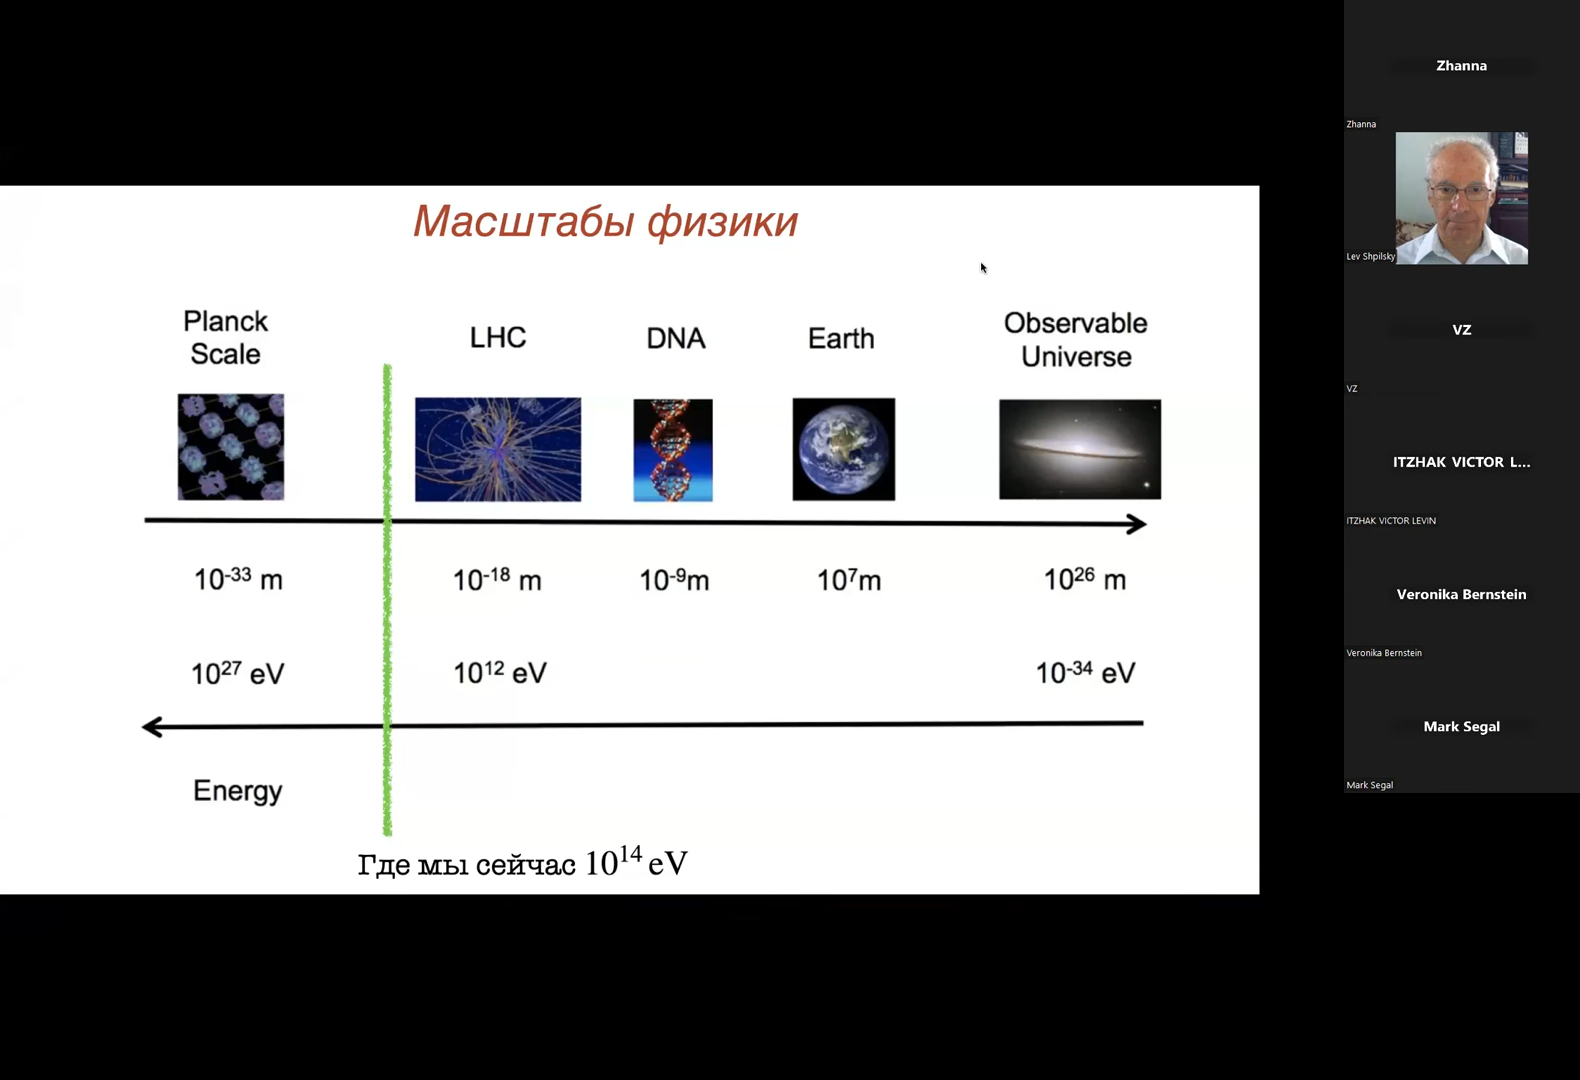 Масштабы физики
Planck
Scale
LHC
DNA
Earth
Observable
Universe
10⁻³³ m
10⁻¹⁸ m
10⁻⁹m
10⁷m
10²⁶ m
10²⁷ eV
10¹² eV
10⁻³⁴ eV
Energy
Где мы сейчас 10¹⁴ eV
Zhanna
Zhanna
Lev Shpilsky
VZ
VZ
ITZHAK VICTOR L...
ITZHAK VICTOR LEVIN
Veronika Bernstein
Veronika Bernstein
Mark Segal
Mark Segal